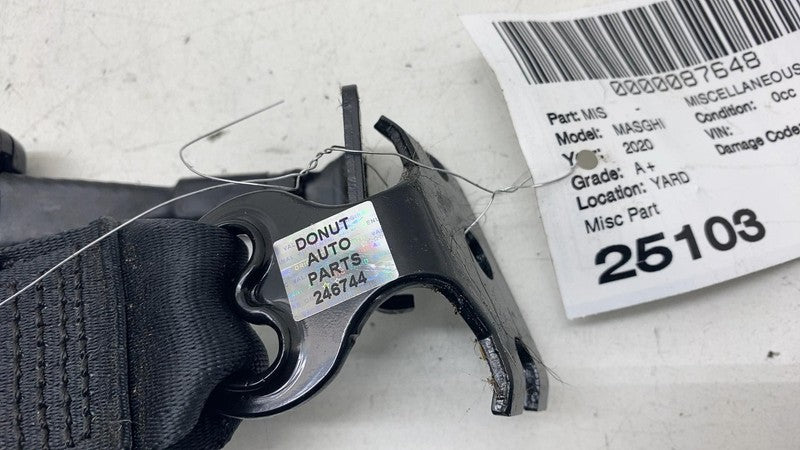 DONUT
AUTO
PARTS
246744
0000087648
Part: MIS -
MISCELLANEOUS
Model: MASGHI
Condition: 0cc
2020
VIN:
Grade: A+
Damage Code:
Location: YARD
Misc Part
25103